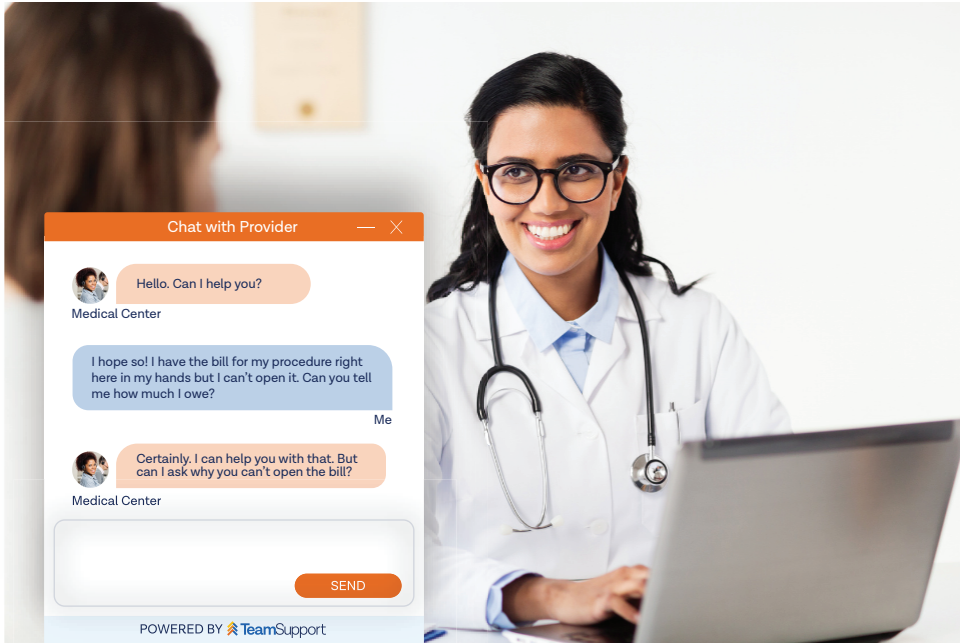 Chat with Provider
Hello. Can I help you?
Medical Center
I hope so! I have the bill for my procedure right
here in my hands but I can't open it. Can you tell
me how much I owe?
Me
Certainly. I can help you with that. But
can I ask why you can't open the bill?
Medical Center
SEND
POWERED BY TeamSupport